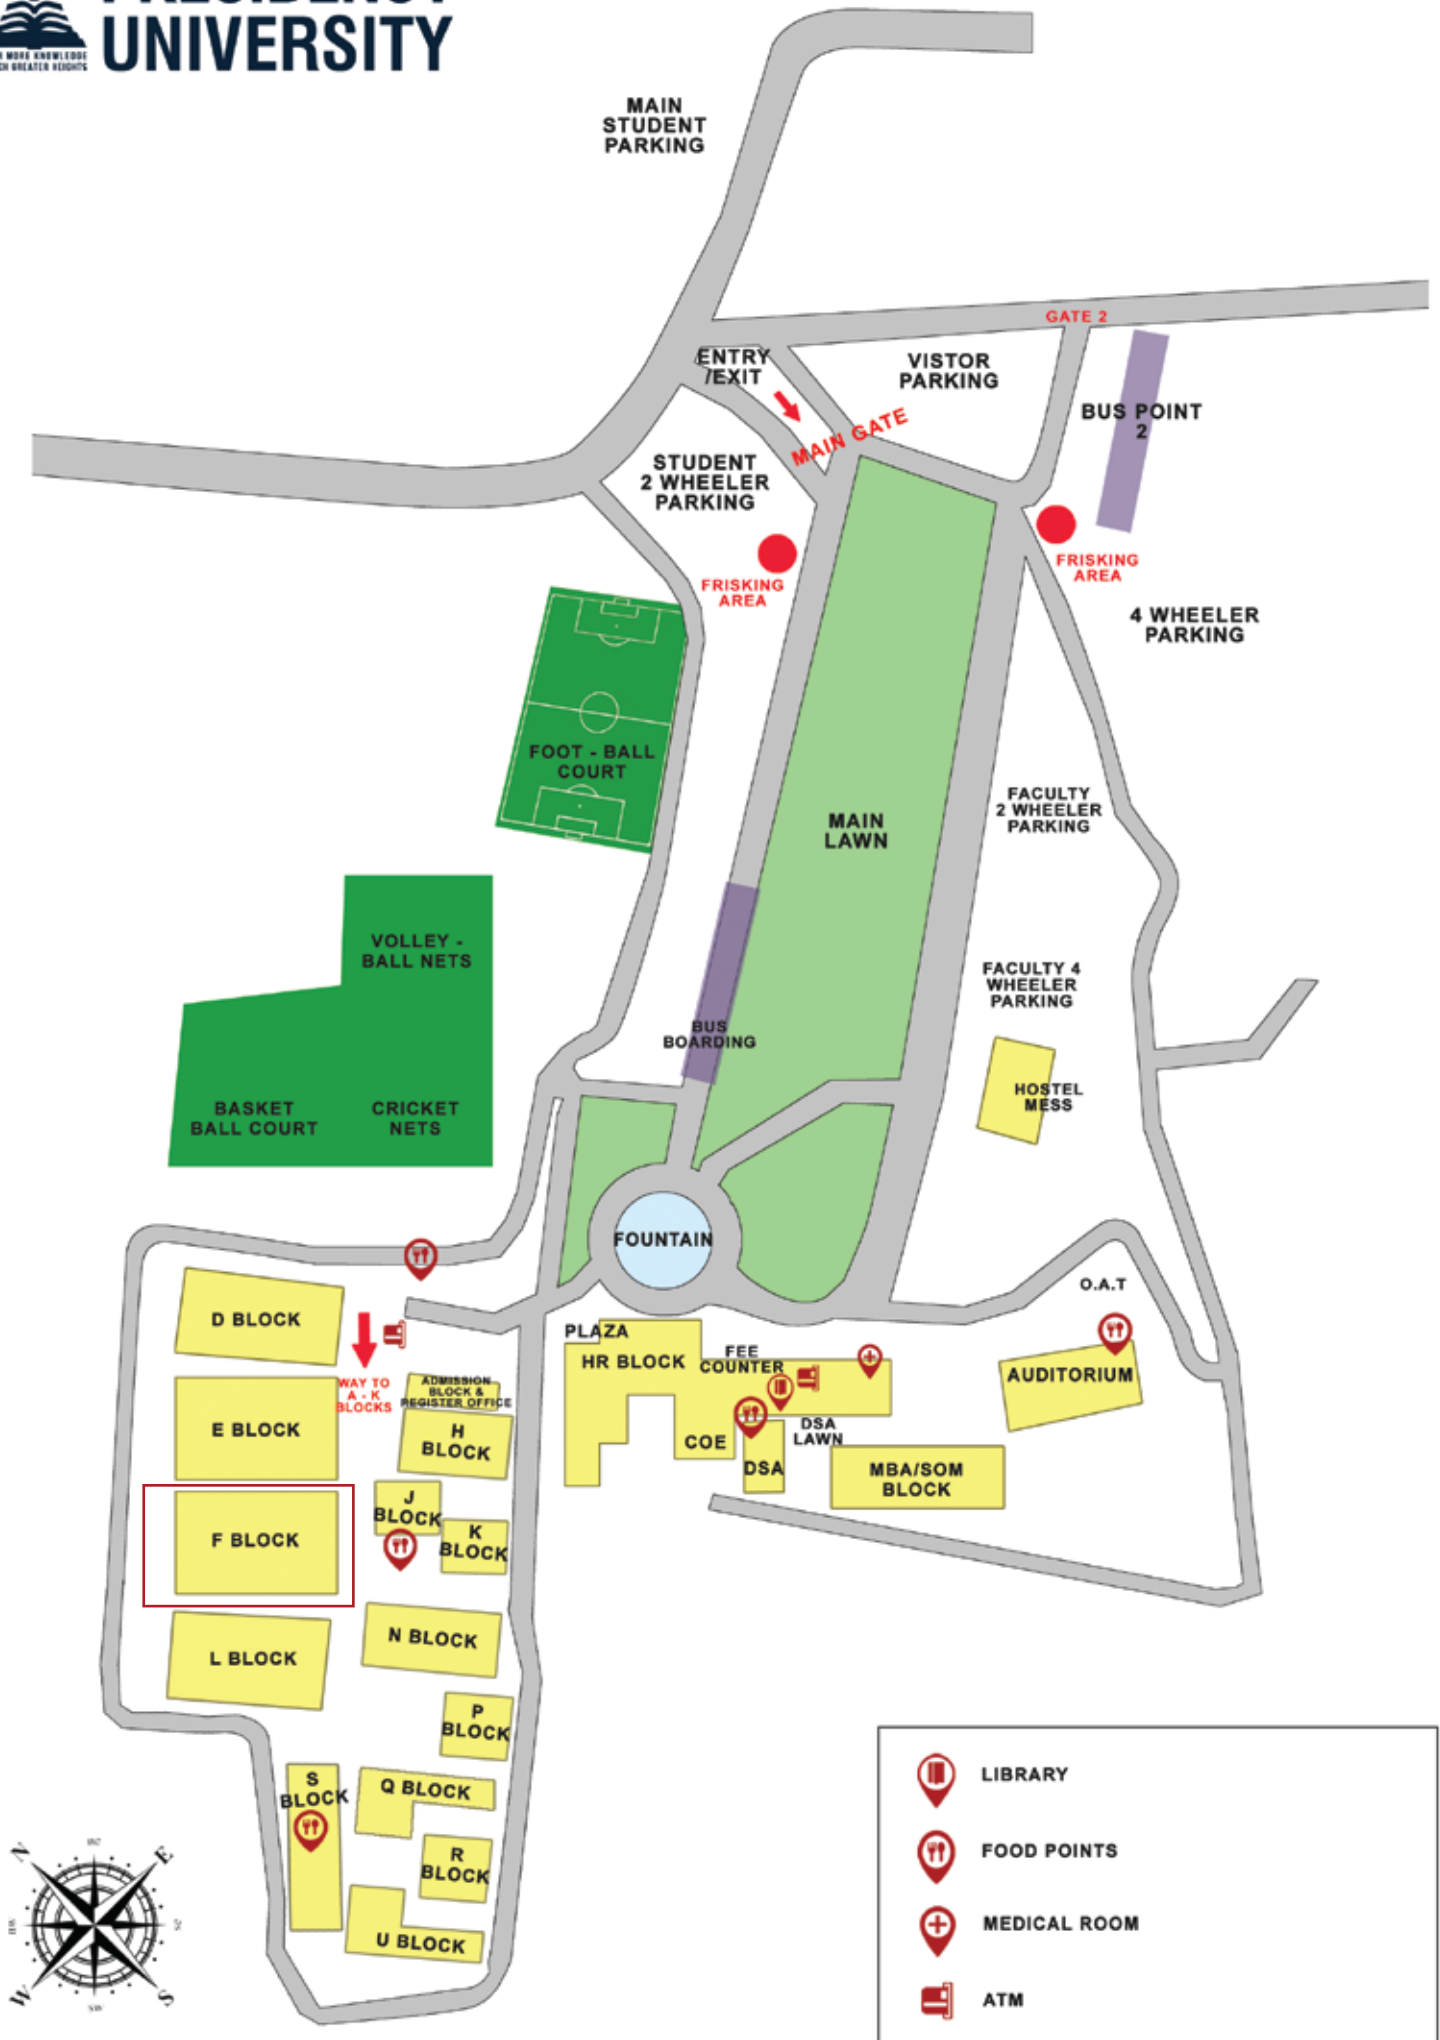 UNIVERSITY
MORE KNOWLEDGE
GREATER HEIGHTS
MAIN
STUDENT
PARKING
GATE 2
ENTRY
/EXIT
VISTOR
PARKING
BUS POINT
2
MAIN GATE
STUDENT
2 WHEELER
PARKING
FRISKING
AREA
FRISKING
AREA
4 WHEELER
PARKING
FOOT - BALL
COURT
FACULTY
2 WHEELER
PARKING
MAIN
LAWN
VOLLEY -
BALL NETS
FACULTY 4
WHEELER
PARKING
BUS
BOARDING
HOSTEL
MESS
BASKET
BALL COURT
CRICKET
NETS
FOUNTAIN
O.A.T
D BLOCK
PLAZA
HR BLOCK
FEE
COUNTER
AUDITORIUM
WAY TO
A - K
BLOCKS
ADMISSION
BLOCK &
REGISTER OFFICE
E BLOCK
H
BLOCK
COE
DSA
LAWN
DSA
MBA/SOM
BLOCK
J
BLOCK
F BLOCK
K
BLOCK
L BLOCK
N BLOCK
P
BLOCK
S
BLOCK
Q BLOCK
R
BLOCK
U BLOCK
N
E
W
S
LIBRARY
FOOD POINTS
MEDICAL ROOM
ATM